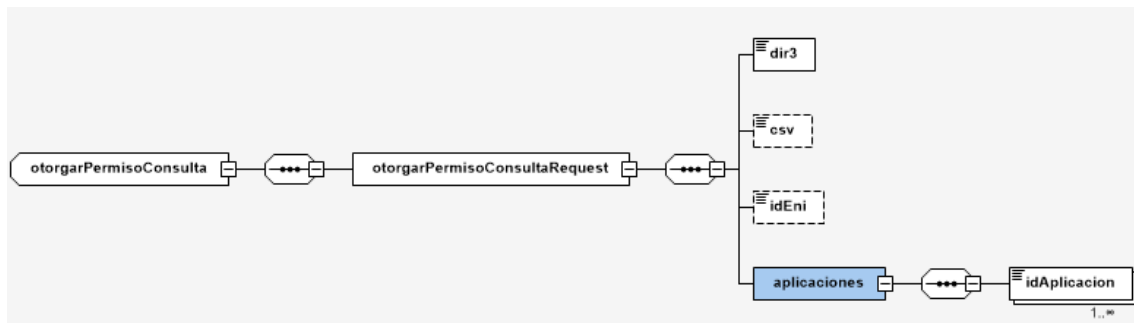 dir3
csv
otorgarPermisoConsulta
otorgarPermisoConsultaRequest
idEni
aplicaciones
idAplicacion
1..∞